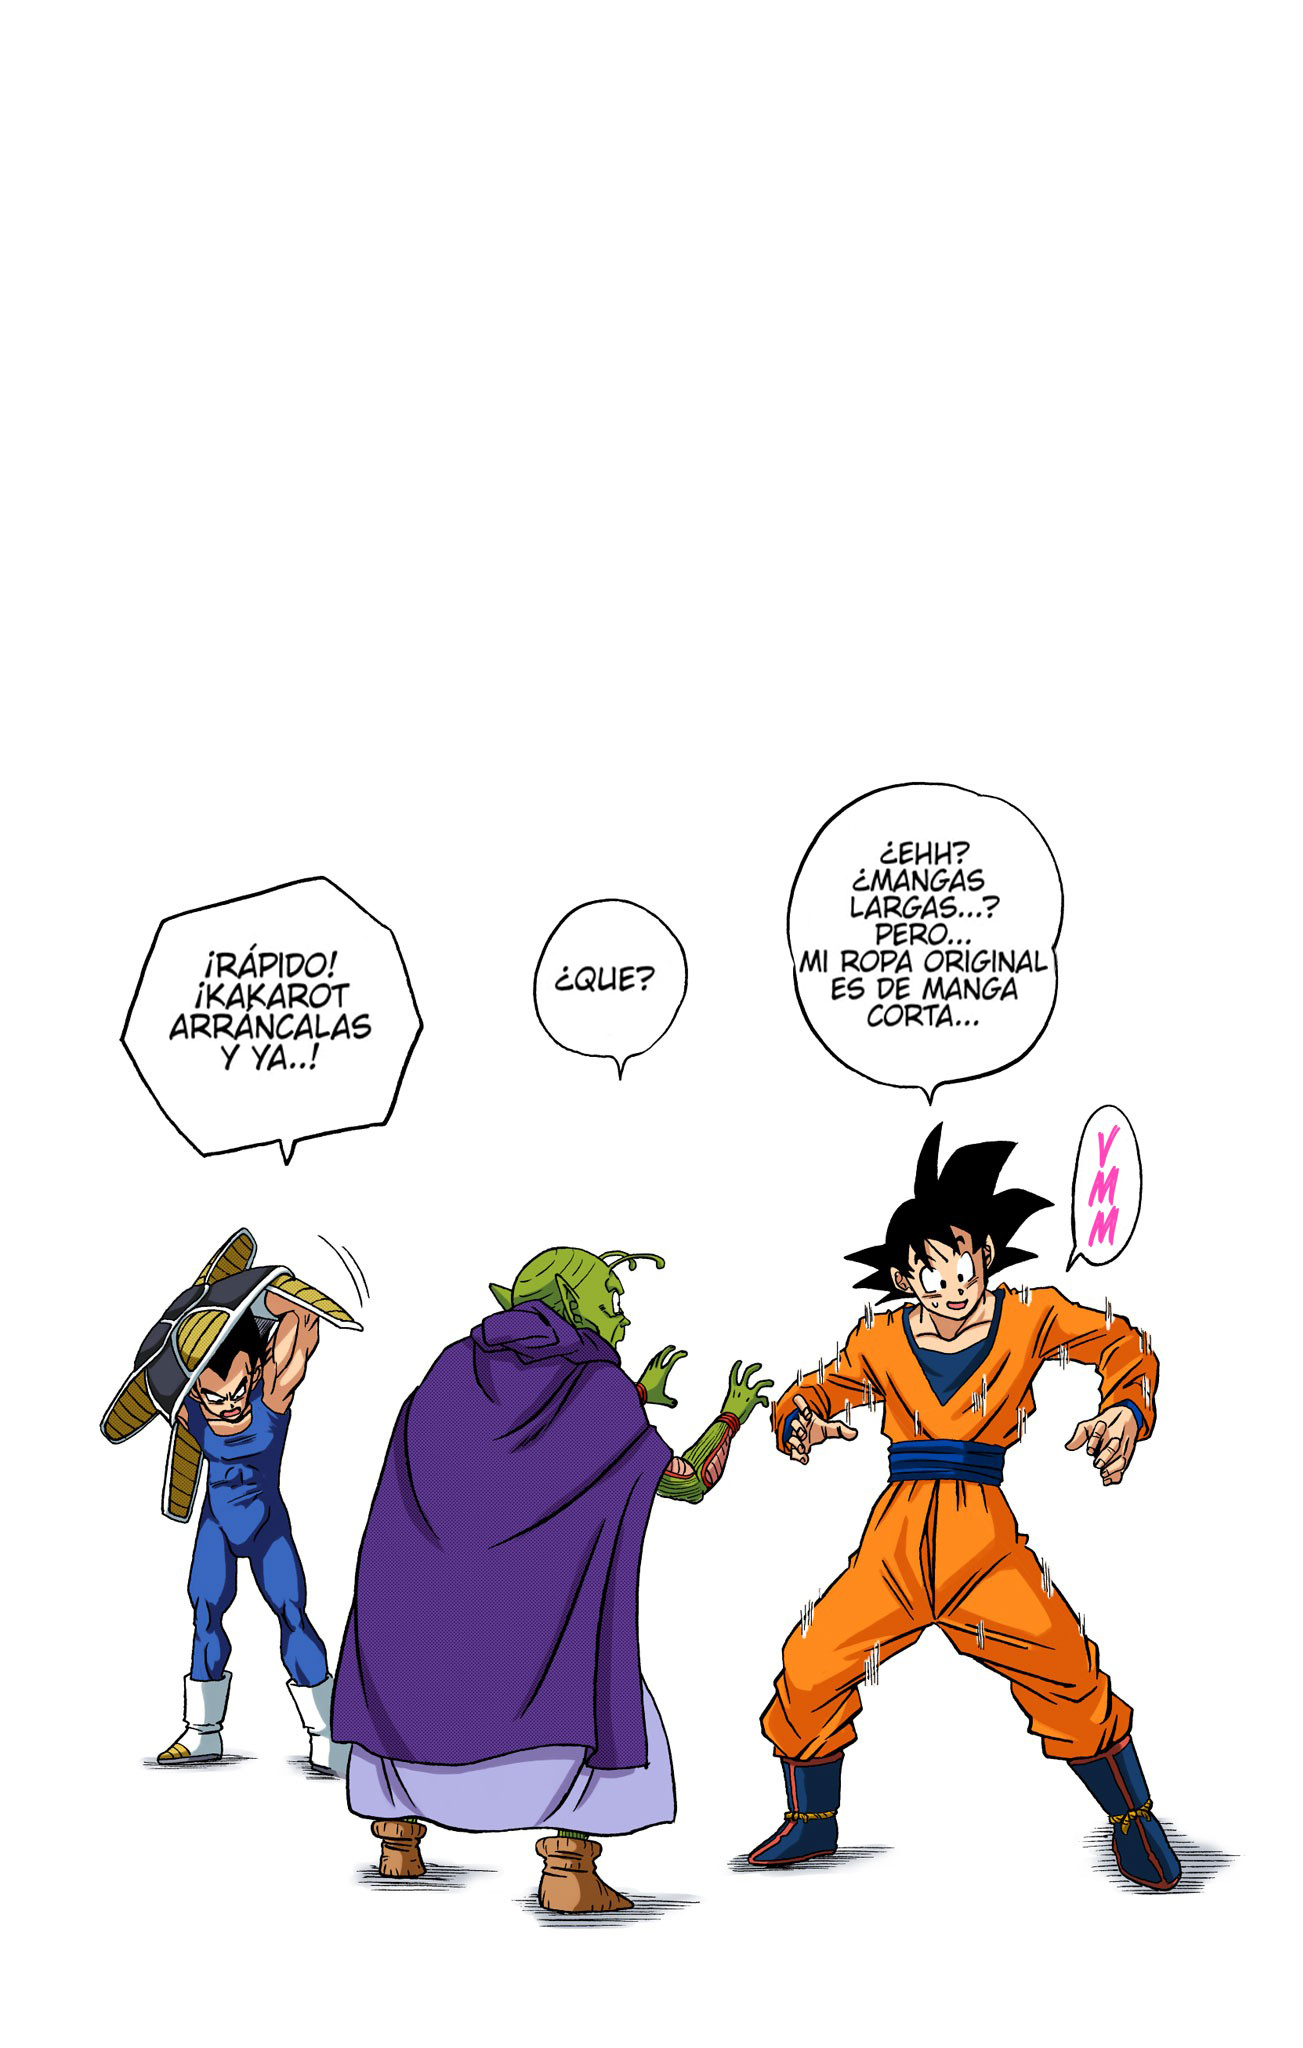 ¡RÁPIDO!
¡KAKAROT
ARRÁNCALAS
Y YA..!
¿QUE?
¿EHH?
¿MANGAS
LARGAS...?
PERO...
MI ROPA ORIGINAL
ES DE MANGA
CORTA...
VMM